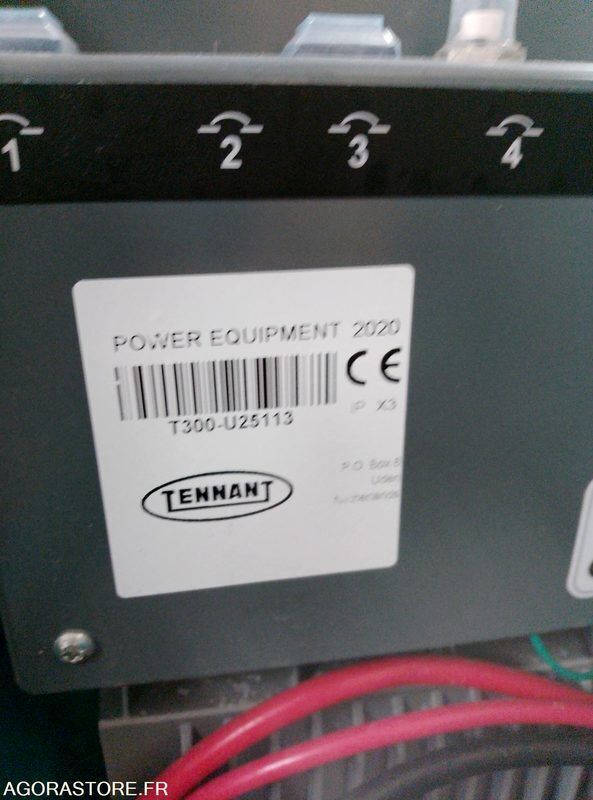 1 2 3 4
POWER EQUIPMENT 2020
CE
IP X3
T300-U25113
P.O. Box 6
Uden
Netherlands
TENNANT
AGORASTORE.FR